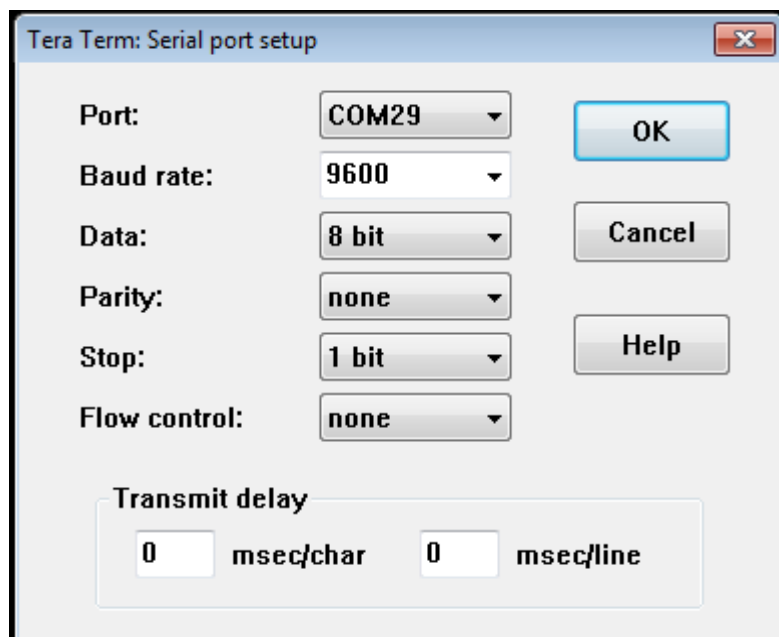 Tera Term: Serial port setup
Port: COM29
OK
Baud rate: 9600
Data: 8 bit
Cancel
Parity: none
Stop: 1 bit
Help
Flow control: none
Transmit delay
0 msec/char 0 msec/line